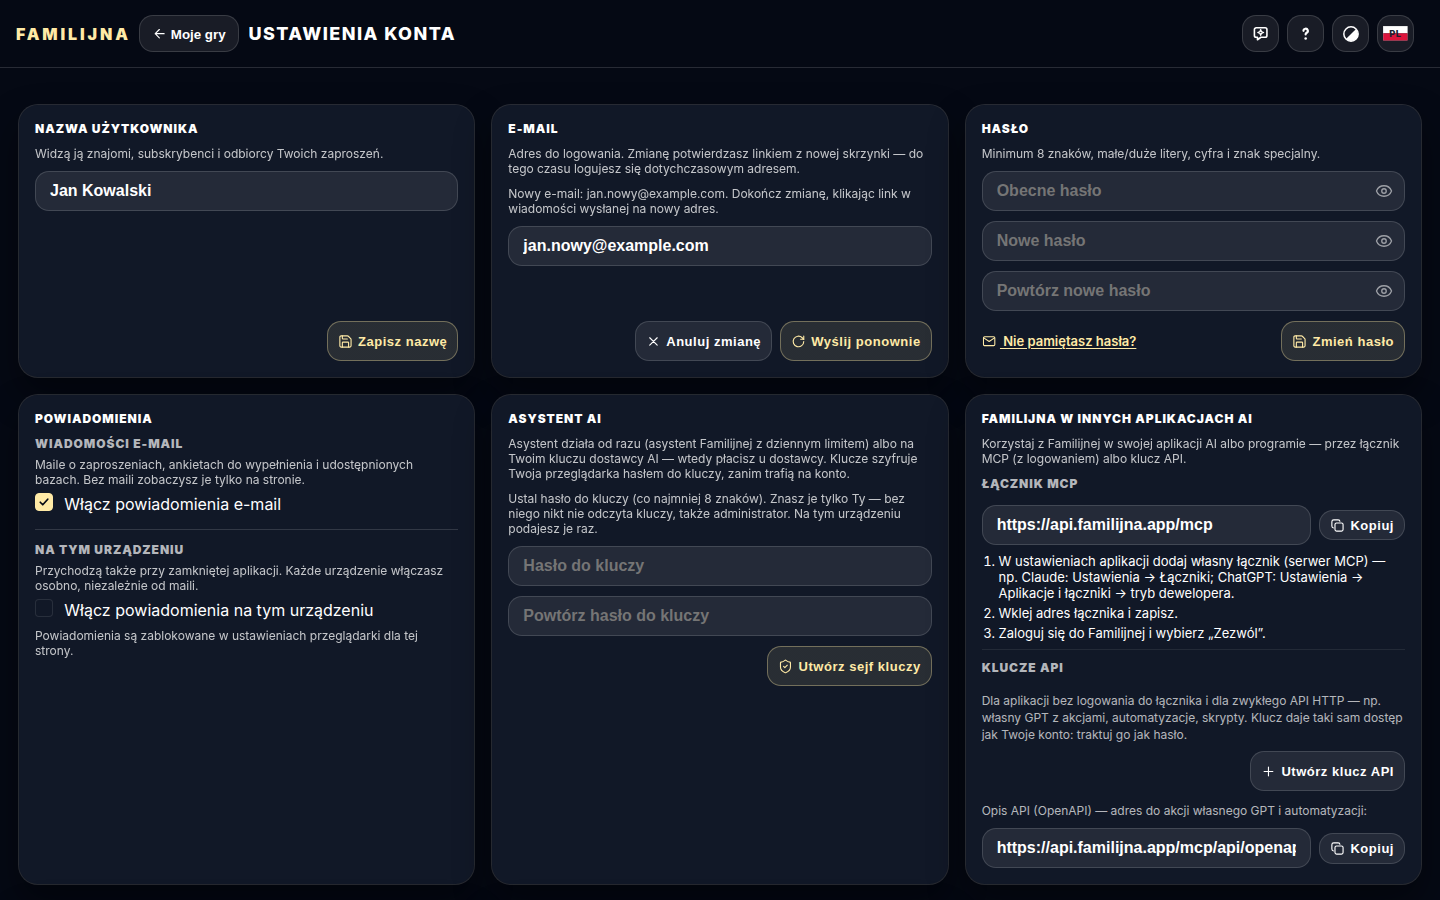 FAMILIJNA
Moje gry
USTAWIENIA KONTA
?
PL
NAZWA UŻYTKOWNIKA
Widzą ją znajomi, subskrybenci i odbiorcy Twoich zaproszeń.
Jan Kowalski
Zapisz nazwę
E-MAIL
Adres do logowania. Zmianę potwierdzasz linkiem z nowej skrzynki — do
tego czasu logujesz się dotychczasowym adresem.
Nowy e-mail: jan.nowy@example.com. Dokończ zmianę, klikając link w
wiadomości wysłanej na nowy adres.
jan.nowy@example.com
Anuluj zmianę
Wyślij ponownie
HASŁO
Minimum 8 znaków, małe/duże litery, cyfra i znak specjalny.
Obecne hasło
Nowe hasło
Powtórz nowe hasło
Nie pamiętasz hasła?
Zmień hasło
POWIADOMIENIA
WIADOMOŚCI E-MAIL
Maile o zaproszeniach, ankietach do wypełnienia i udostępnionych
bazach. Bez maili zobaczysz je tylko na stronie.
Włącz powiadomienia e-mail
NA TYM URZĄDZENIU
Przychodzą także przy zamkniętej aplikacji. Każde urządzenie włączasz
osobno, niezależnie od maili.
Włącz powiadomienia na tym urządzeniu
Powiadomienia są zablokowane w ustawieniach przeglądarki dla tej
strony.
ASYSTENT AI
Asystent działa od razu (asystent Familijnej z dziennym limitem) albo na
Twoim kluczu dostawcy AI — wtedy płacisz u dostawcy. Klucze szyfruje
Twoja przeglądarka hasłem do kluczy, zanim trafią na konto.
Ustal hasło do kluczy (co najmniej 8 znaków). Znasz je tylko Ty — bez
niego nikt nie odczyta kluczy, także administrator. Na tym urządzeniu
podajesz je raz.
Hasło do kluczy
Powtórz hasło do kluczy
Utwórz sejf kluczy
FAMILIJNA W INNYCH APLIKACJACH AI
Korzystaj z Familijnej w swojej aplikacji AI albo programie — przez łącznik
MCP (z logowaniem) albo klucz API.
ŁĄCZNIK MCP
https://api.familijna.app/mcp
Kopiuj
1. W ustawieniach aplikacji dodaj własny łącznik (serwer MCP) —
np. Claude: Ustawienia → Łączniki; ChatGPT: Ustawienia →
Aplikacje i łączniki → tryb dewelopera.
2. Wklej adres łącznika i zapisz.
3. Zaloguj się do Familijnej i wybierz „Zezwól”.
KLUCZE API
Dla aplikacji bez logowania do łącznika i dla zwykłego API HTTP — np.
własny GPT z akcjami, automatyzacje, skrypty. Klucz daje taki sam dostęp
jak Twoje konto: traktuj go jak hasło.
Utwórz klucz API
Opis API (OpenAPI) — adres do akcji własnego GPT i automatyzacji:
https://api.familijna.app/mcp/api/openap
Kopiuj